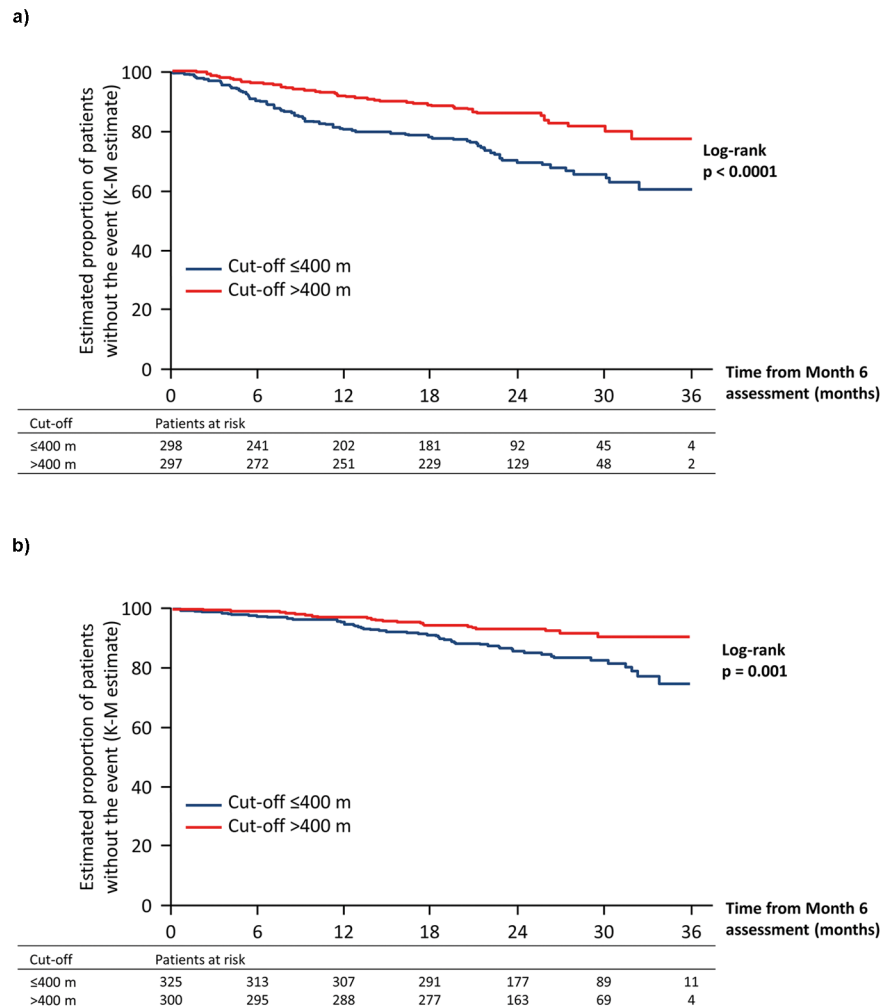 a)
Estimated proportion of patients
without the event (K-M estimate)
100
80
60
40
20
0
Cut-off ≤400 m
Cut-off >400 m
Log-rank
p < 0.0001
0 6 12 18 24 30 36
Time from Month 6
assessment (months)
Cut-off Patients at risk
≤400 m 298 241 202 181 92 45 4
>400 m 297 272 251 229 129 48 2
b)
Estimated proportion of patients
without the event (K-M estimate)
100
80
60
40
20
0
Cut-off ≤400 m
Cut-off >400 m
Log-rank
p = 0.001
0 6 12 18 24 30 36
Time from Month 6
assessment (months)
Cut-off Patients at risk
≤400 m 325 313 307 291 177 89 11
>400 m 300 295 288 277 163 69 4